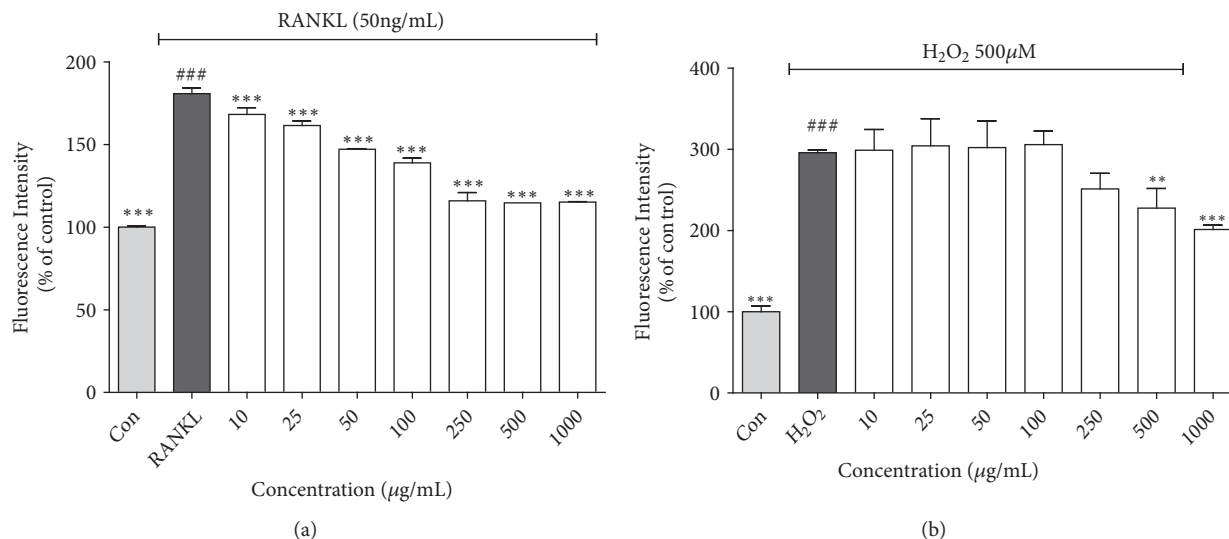 RANKL (50ng/mL)
200
150
100
50
0
Fluorescence Intensity
(% of control)
***
###
***
***
***
***
***
***
***
Con
RANKL
10
25
50
100
250
500
1000
Concentration (μg/mL)
(a)
H₂O₂ 500μM
400
300
200
100
0
Fluorescence Intensity
(% of control)
***
###
**
***
Con
H₂O₂
10
25
50
100
250
500
1000
Concentration (μg/mL)
(b)